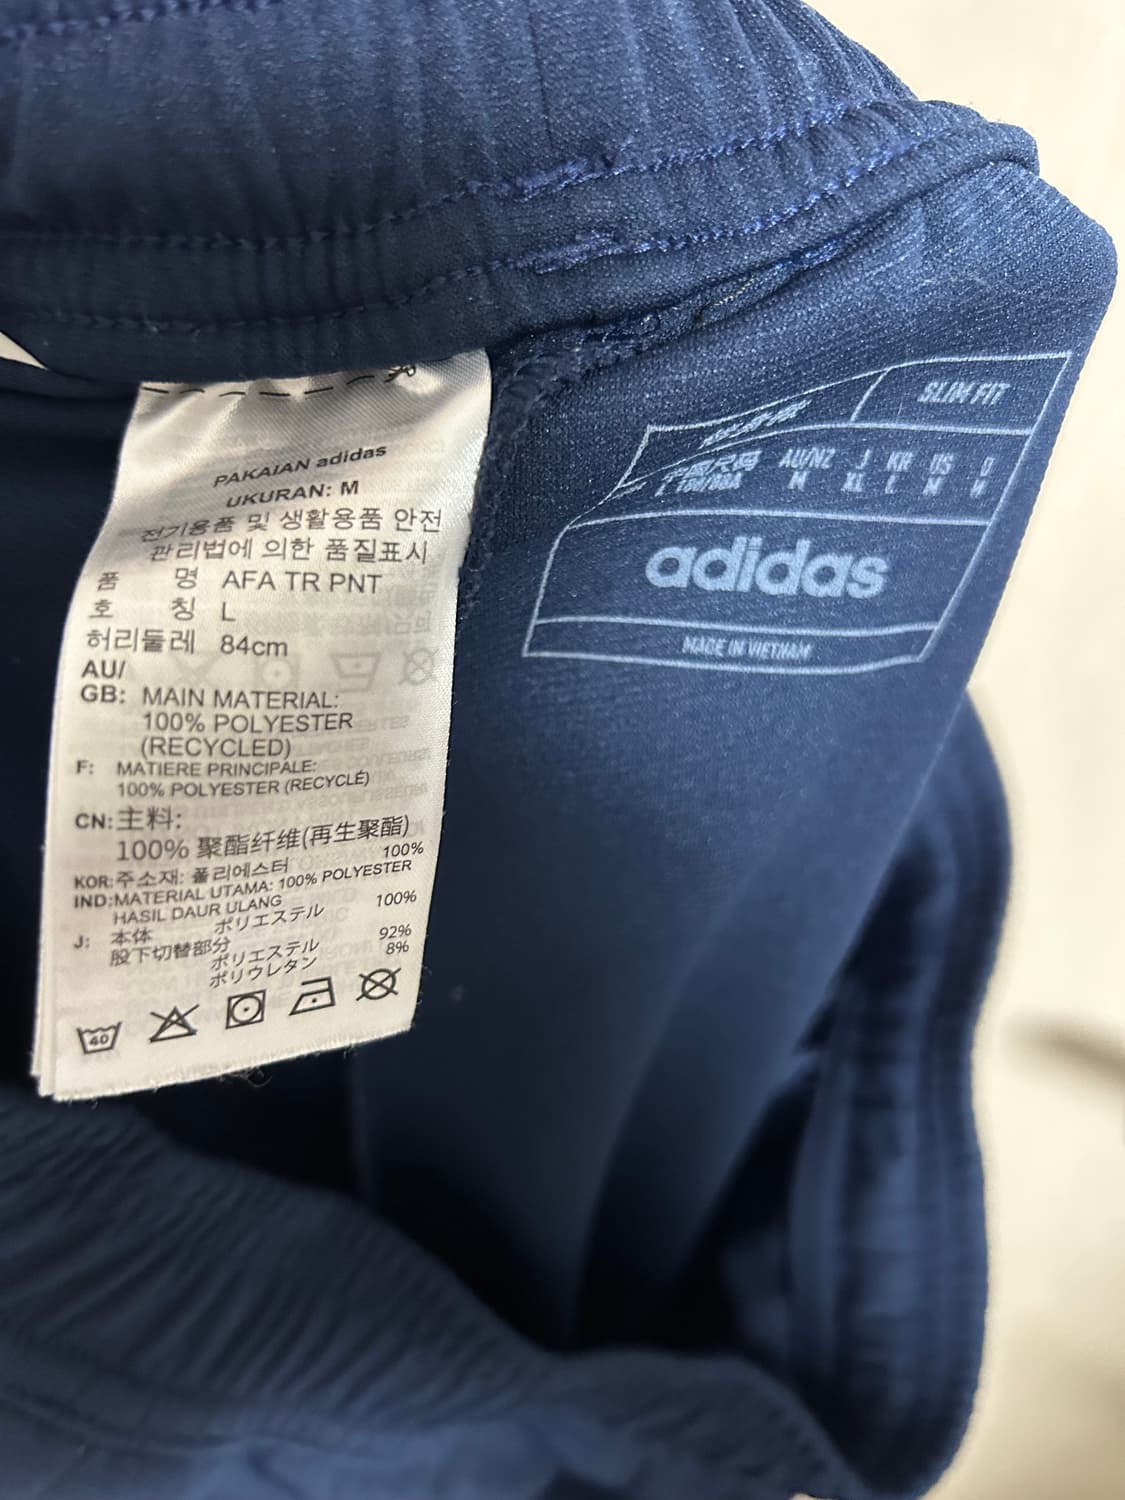 PAKAIAN adidas
UKURAN: M
전기용품 및 생활용품 안전
관리법에 의한 품질표시
품 명 AFA TR PNT
호 칭 L
허리둘레 84cm
AU/
GB: MAIN MATERIAL:
100% POLYESTER
(RECYCLED)
F: MATIERE PRINCIPALE:
100% POLYESTER (RECYCLÉ)
CN: 主料:
100% 聚酯纤维(再生聚酯)
KOR: 주소재: 폴리에스터 100%
IND: MATERIAL UTAMA: 100% POLYESTER
HASIL DAUR ULANG
J: 本体 ポリエステル 100%
股下切替部分
ポリエステル 92%
ポリウレタン 8%
40
SLIM FIT
AU/NZ J KR US D
M XL L M M
adidas
MADE IN VIETNAM